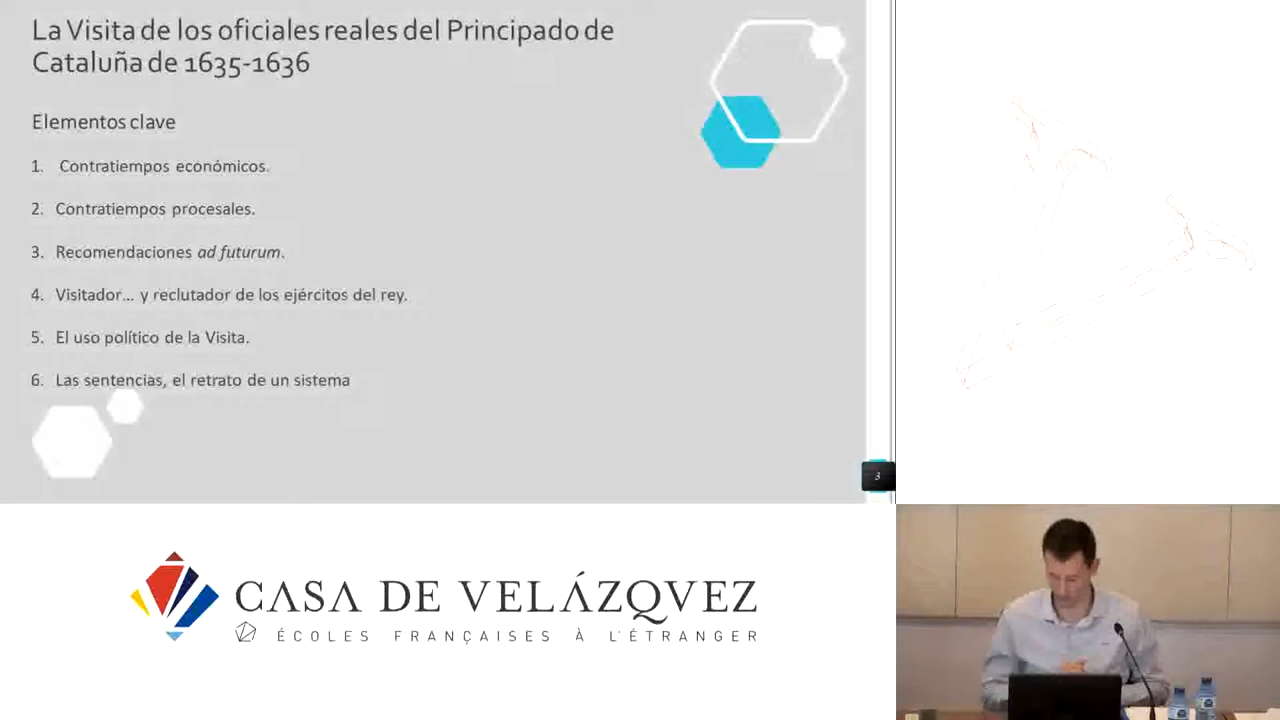 La Visita de los oficiales reales del Principado de
Cataluña de 1635-1636
Elementos clave
1. Contratiempos económicos.
2. Contratiempos procesales.
3. Recomendaciones ad futurum.
4. Visitador... y reclutador de los ejércitos del rey.
5. El uso político de la Visita.
6. Las sentencias, el retrato de un sistema
3
CASA DE VELÁZQVEZ
ÉCOLES FRANÇAISES À L'ÉTRANGER